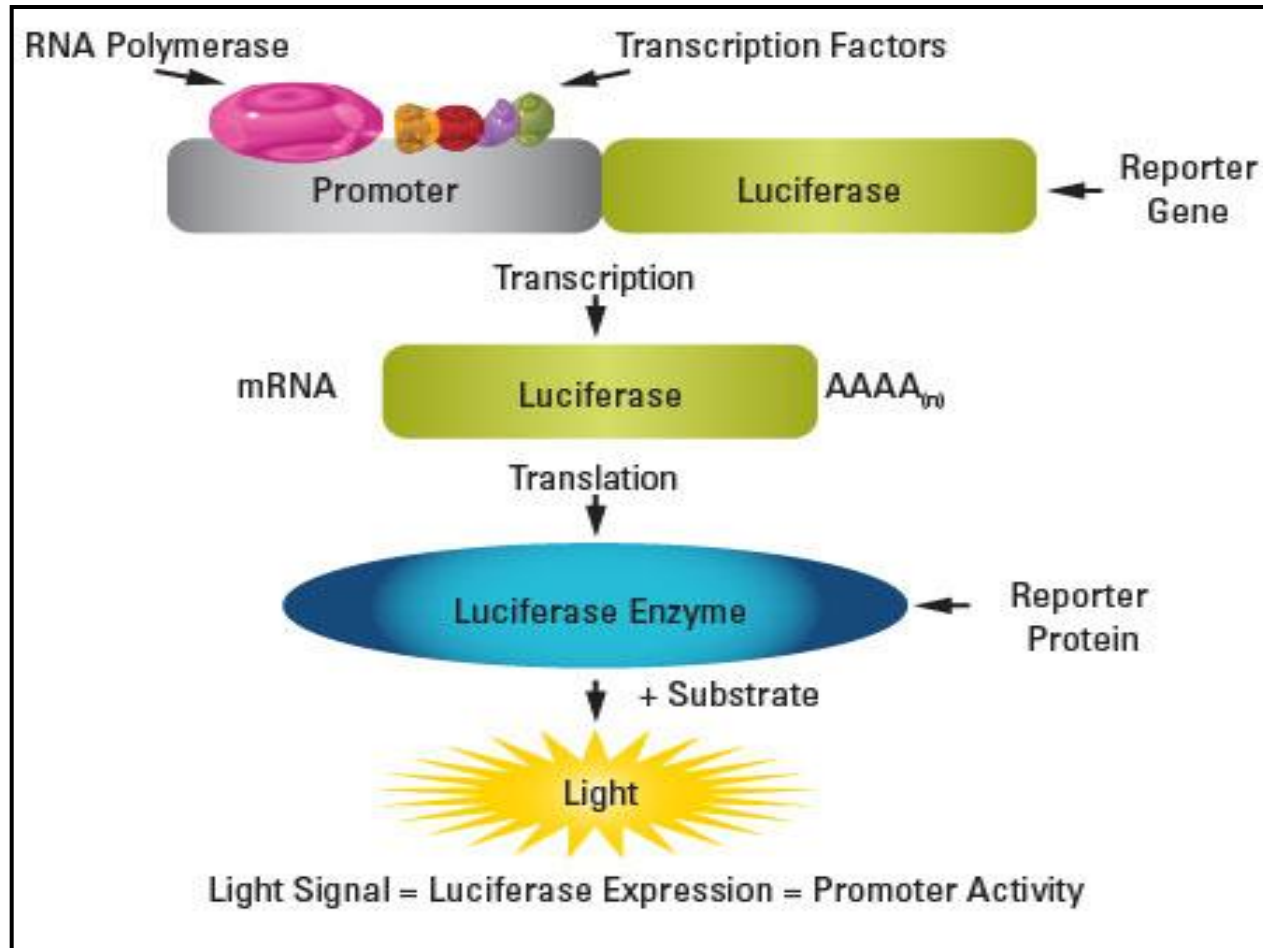 RNA Polymerase
Transcription Factors
Promoter
Luciferase
Reporter
Gene
Transcription
mRNA
Luciferase
AAAA(n)
Translation
Luciferase Enzyme
Reporter
Protein
+ Substrate
Light
Light Signal = Luciferase Expression = Promoter Activity